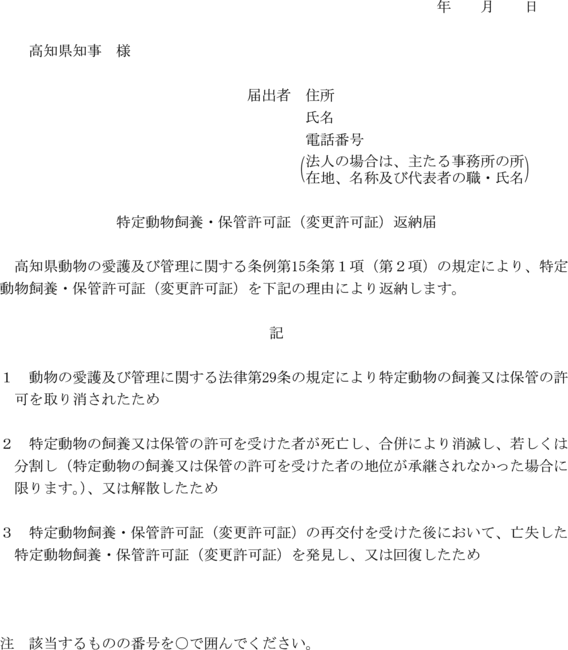 年　　月　　日
高知県知事　様
届出者　住所
氏名
電話番号
(法人の場合は、主たる事務所の所
在地、名称及び代表者の職・氏名)
特定動物飼養・保管許可証（変更許可証）返納届
高知県動物の愛護及び管理に関する条例第15条第１項（第２項）の規定により、特定
動物飼養・保管許可証（変更許可証）を下記の理由により返納します。
記
１　動物の愛護及び管理に関する法律第29条の規定により特定動物の飼養又は保管の許
可を取り消されたため
２　特定動物の飼養又は保管の許可を受けた者が死亡し、合併により消滅し、若しくは
分割し（特定動物の飼養又は保管の許可を受けた者の地位が承継されなかった場合に
限ります。）、又は解散したため
３　特定動物飼養・保管許可証（変更許可証）の再交付を受けた後において、亡失した
特定動物飼養・保管許可証（変更許可証）を発見し、又は回復したため
注　該当するものの番号を○で囲んでください。